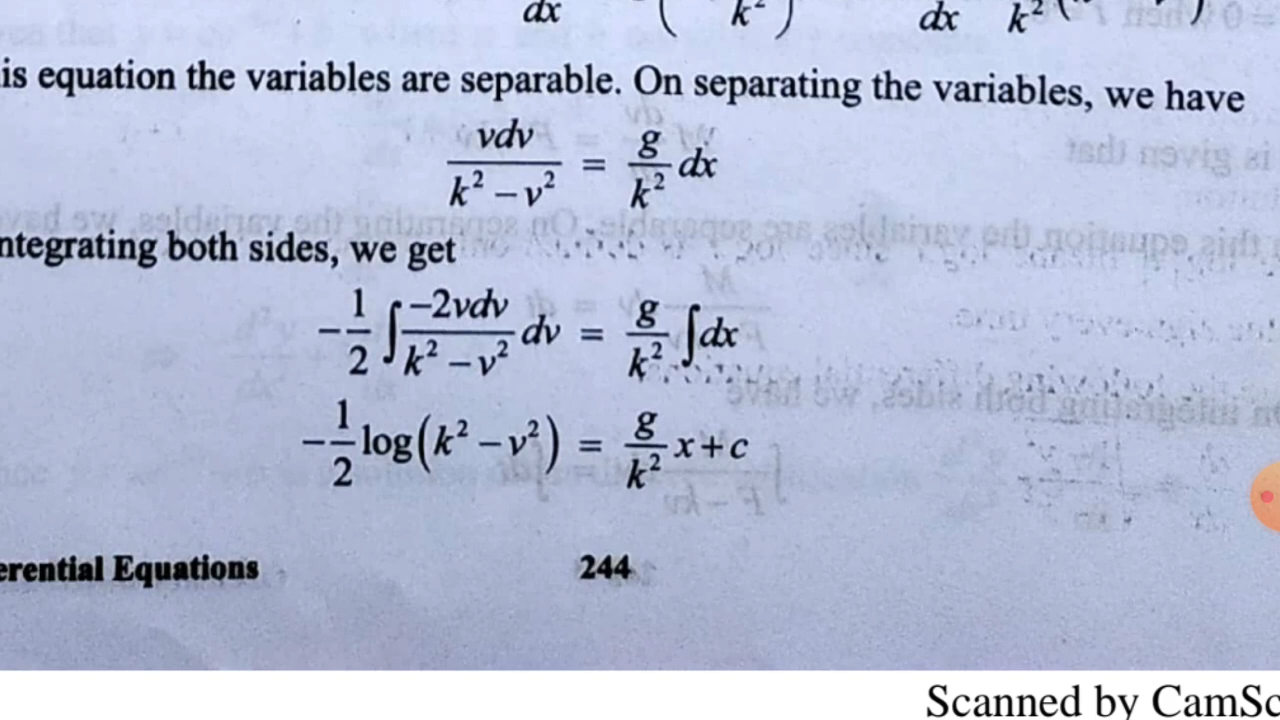 dx ( k² ) dx k² (
is equation the variables are separable. On separating the variables, we have
vdv/(k² – v²) = g/k² dx
ntegrating both sides, we get
–1/2 ∫ –2vdv/(k² – v²) dv = g/k² ∫dx
–1/2 log(k² – v²) = g/k² x + c
erential Equations 244
Scanned by CamSc